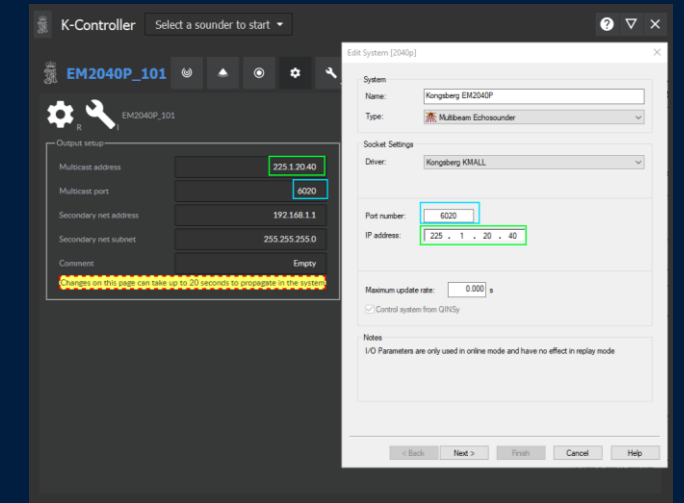 K-Controller Select a sounder to start
EM2040P_101
EM2040P_101
R I
Output setup
Multicast address 225.1.20.40
Multicast port 6020
Secondary net address 192.168.1.1
Secondary net subnet 255.255.255.0
Comment Empty
Changes on this page can take up to 20 seconds to propagate in the system
Edit System [2040p]
System
Name: Kongsberg EM2040P
Type: Multibeam Echosounder
Socket Settings
Driver: Kongsberg KMALL
Port number: 6020
IP address: 225 . 1 . 20 . 40
Maximum update rate: 0.000 s
Control system from QINSy
Notes
I/O Parameters are only used in online mode and have no effect in replay mode
< Back Next > Finish Cancel Help